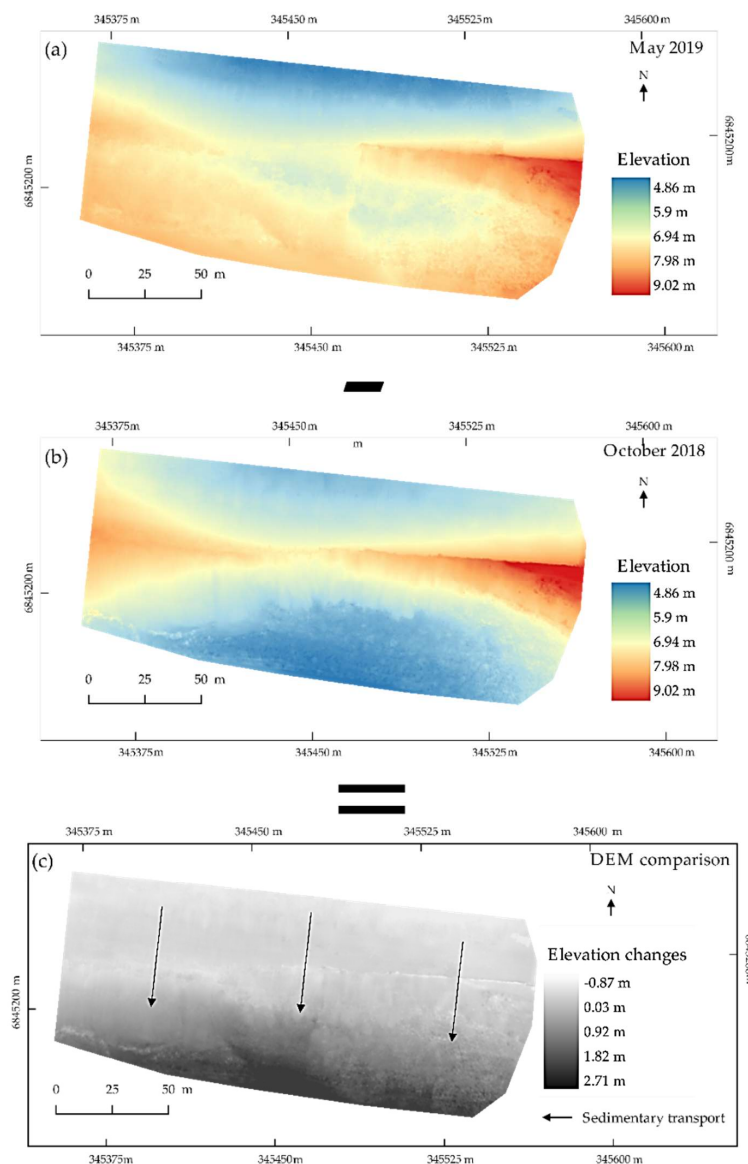 345375 m 345450 m 345525 m 345600 m
(a) May 2019
N
6845200 m
6845200 m
Elevation
4.86 m
5.9 m
6.94 m
7.98 m
9.02 m
0 25 50 m
345375 m 345450 m 345525 m 345600 m
345375 m 345450 m 345525 m 345600 m
m
(b) October 2018
N
6845200 m
6845200 m
Elevation
4.86 m
5.9 m
6.94 m
7.98 m
9.02 m
0 25 50 m
345375m 345450 m 345525 m 345600 m
345375 m 345450 m 345525 m 345600 m
(c) DEM comparison
N
6845200 m
Elevation changes
-0.87 m
0.03 m
0.92 m
1.82 m
2.71 m
0 25 50 m
Sedimentary transport
345375 m 345450 m 345525 m 345600 m